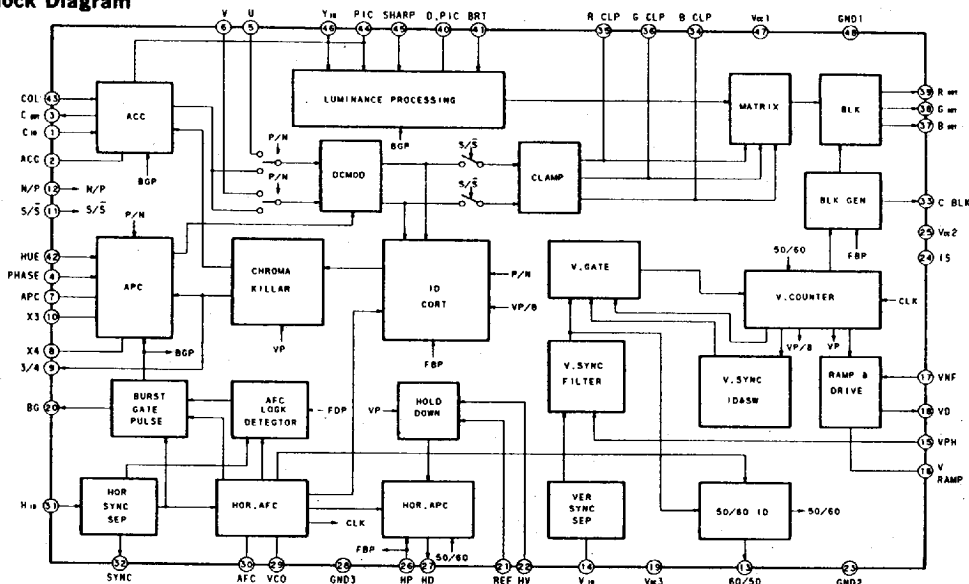 ock Diagram
V U Y IN PIC SHARP D.PIC BRT R CLP G CLP B CLP Vcc1 GND1
6 5 46 44 45 40 41 35 36 34 47 48
COL 43
C OUT 3
C IN 1
ACC 2
N/P 12 N/P
S/S̄ 11 S/S̄
HUE 42
PHASE 4
APC 7
X3 10
X4 8
3/4 9
BG 20
H IN 31
ACC
BGP
LUMINANCE PROCESSING
BGP
MATRIX
BLK
39 R OUT
38 G OUT
37 B OUT
P/N
P/N
DCMOD
S/S̄
S/S̄
CLAMP
BLK GEN
33 C BLK
25 Vcc2
24 IS
FBP
50/60
P/N
APC
CHROMA
KILLAR
VP
ID
CORT
P/N
VP/8
FBP
V.GATE
V.COUNTER
CLK
VP/8
VP
BGP
BURST
GATE
PULSE
AFC
LOCK
DETECTOR
FDP
VP
HOLD
DOWN
V.SYNC
FILTER
V.SYNC
ID&SW
RAMP &
DRIVE
17 VNF
18 VD
15 VPH
16 V
RAMP
HOR
SYNC
SEP
HOR.AFC
CLK
HOR.APC
FBP
50/60
VER
SYNC
SEP
50/60 ID
50/60
32 30 29 28 26 27 21 22 14 19 13 23
SYNC AFC VCO GND3 HP HD REF HV V IN Vcc3 60/50 GND2